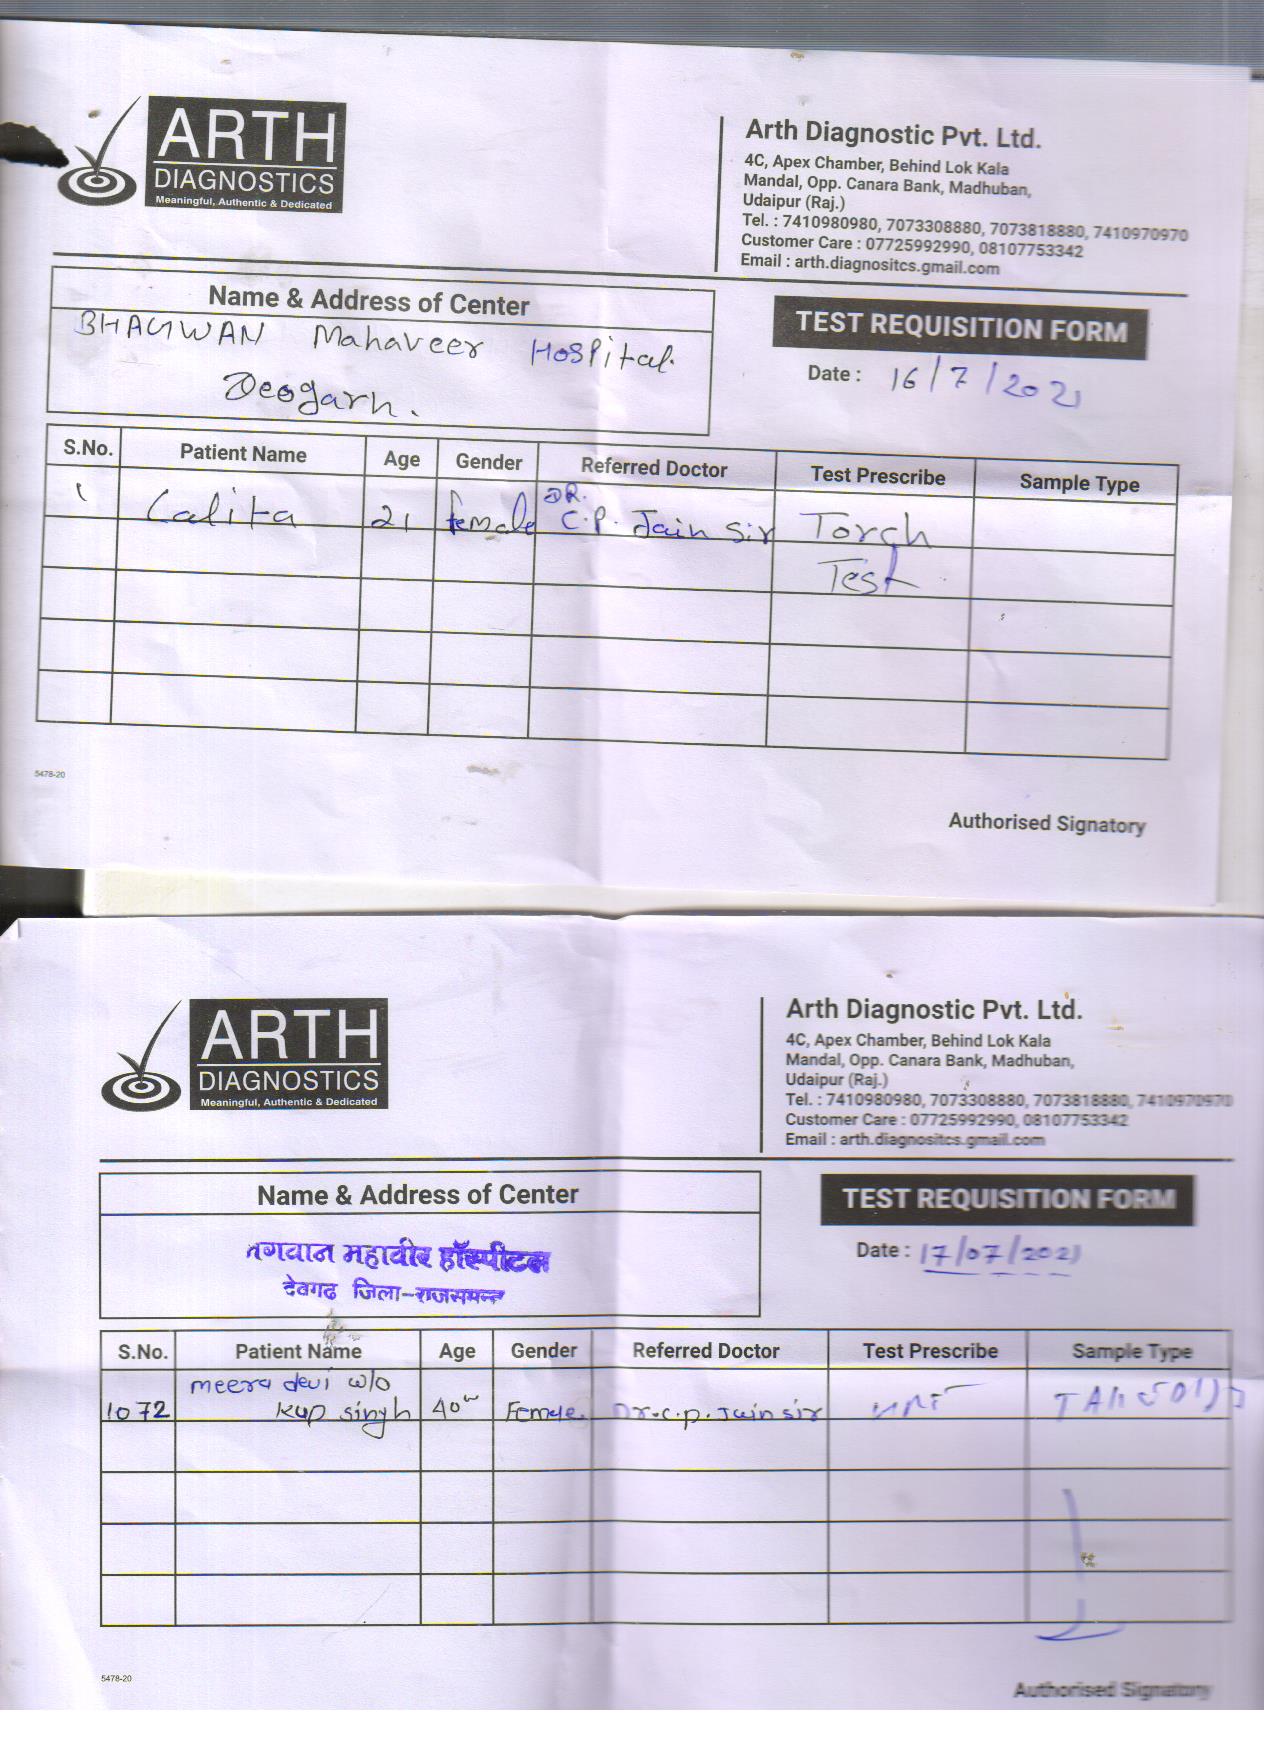 ARTH
DIAGNOSTICS
Meaningful, Authentic & Dedicated
Arth Diagnostic Pvt. Ltd.
4C, Apex Chamber, Behind Lok Kala
Mandal, Opp. Canara Bank, Madhuban,
Udaipur (Raj.)
Tel. : 7410980980, 7073308880, 7073818880, 7410970970
Customer Care : 07725992990, 08107753342
Email : arth.diagnositcs.gmail.com
Name & Address of Center
BHAGWAN Mahaveer Hospital
Deogarh.
TEST REQUISITION FORM
Date : 16/7/2021
S.No. Patient Name Age Gender Referred Doctor Test Prescribe Sample Type
1 Lalita 21 female DR. C.P. Jain Sir Torch
Test
5478-20
Authorised Signatory
ARTH
DIAGNOSTICS
Meaningful, Authentic & Dedicated
Arth Diagnostic Pvt. Ltd.
4C, Apex Chamber, Behind Lok Kala
Mandal, Opp. Canara Bank, Madhuban,
Udaipur (Raj.)
Tel. : 7410980980, 7073308880, 7073818880, 7410970970
Customer Care : 07725992990, 08107753342
Email : arth.diagnositcs.gmail.com
Name & Address of Center
भगवान महावीर हॉस्पीटल
देवगढ जिला-राजसमन्द
TEST REQUISITION FORM
Date : 17/07/2021
S.No. Patient Name Age Gender Referred Doctor Test Prescribe Sample Type
meera devi w/o
1072 Kup singh 40 Female Dr. C.P. Jain sir
5478-20
Authorised Signatory